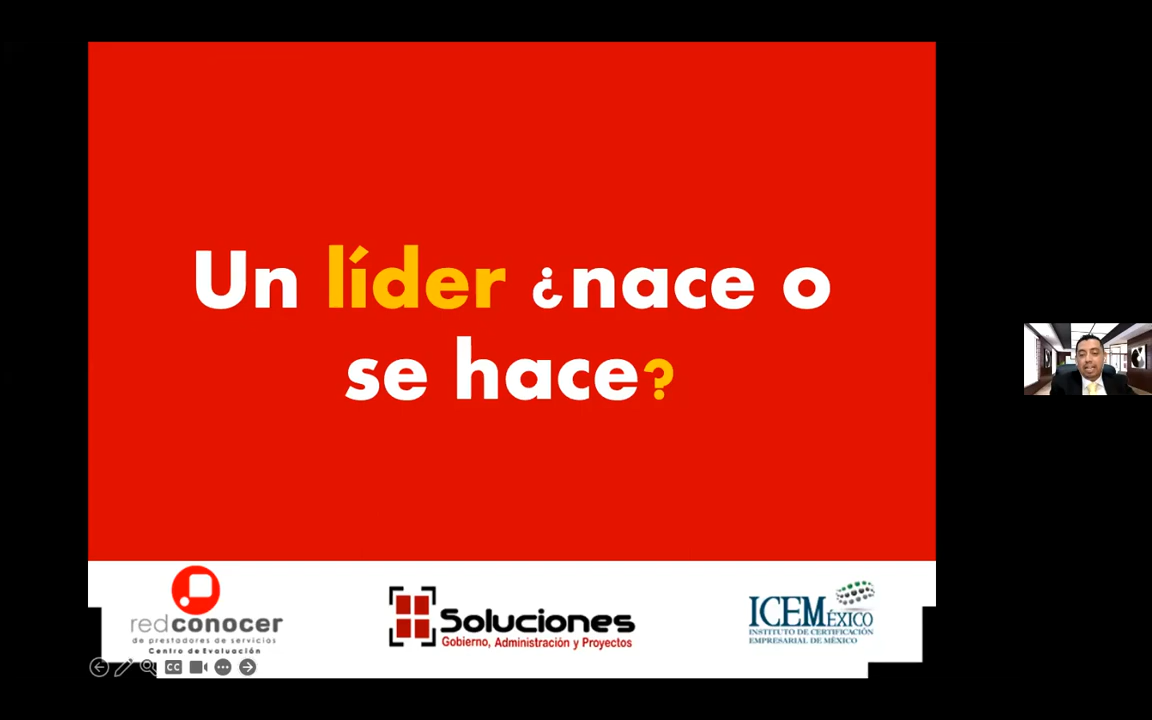 Un líder ¿nace o
se hace?
redconocer
de prestadores de servicios
Centro de Evaluación
Soluciones
Gobierno, Administración y Proyectos
ICEMÉXICO
INSTITUTO DE CERTIFICACIÓN
EMPRESARIAL DE MÉXICO
CC